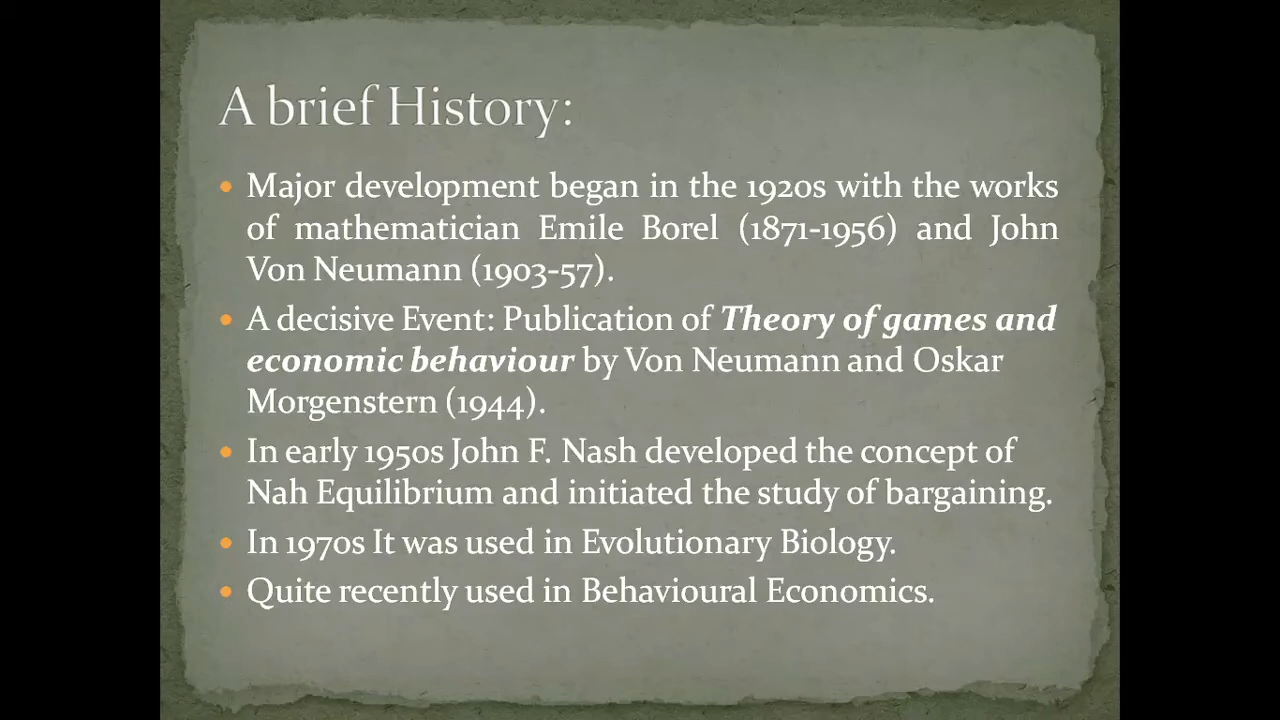 A brief History:
Major development began in the 1920s with the works
of mathematician Emile Borel (1871-1956) and John
Von Neumann (1903-57).
A decisive Event: Publication of Theory of games and
economic behaviour by Von Neumann and Oskar
Morgenstern (1944).
In early 1950s John F. Nash developed the concept of
Nah Equilibrium and initiated the study of bargaining.
In 1970s It was used in Evolutionary Biology.
Quite recently used in Behavioural Economics.